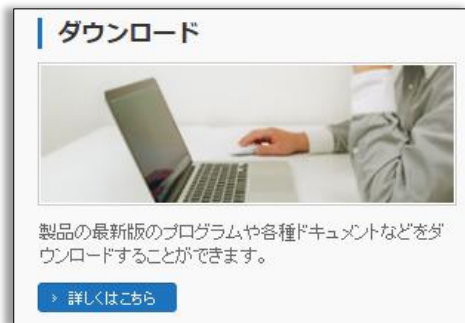 ダウンロード
製品の最新版のプログラムや各種ドキュメントなどをダ
ウンロードすることができます。
› 詳しくはこちら